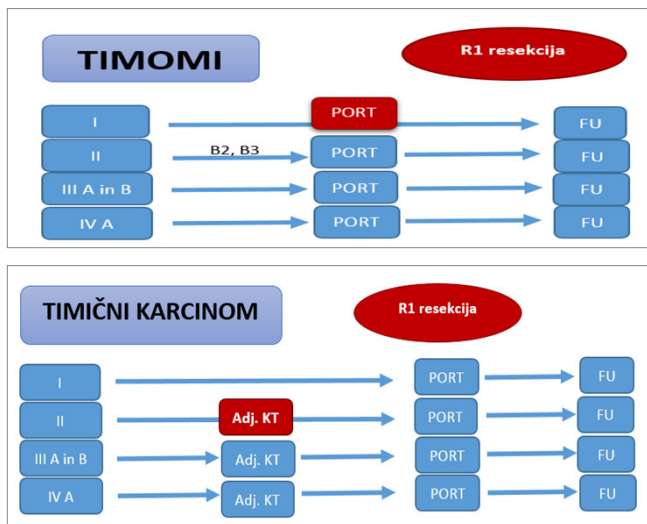 TIMOMI
R1 resekcija
I
PORT
FU
II
B2, B3
PORT
FU
III A in B
PORT
FU
IV A
PORT
FU
TIMIČNI KARCINOM
R1 resekcija
I
PORT
FU
II
Adj. KT
PORT
FU
III A in B
Adj. KT
PORT
FU
IV A
Adj. KT
PORT
FU